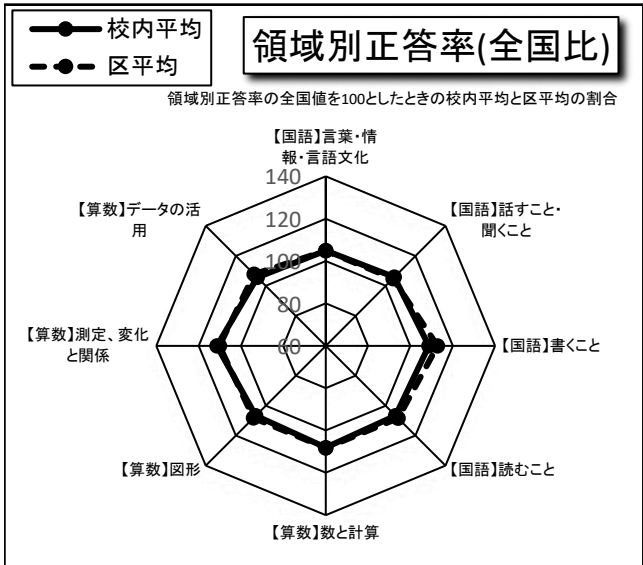 校内平均
区平均
領域別正答率(全国比)
領域別正答率の全国値を100としたときの校内平均と区平均の割合
【国語】言葉・情
報・言語文化
140
120
100
80
60
【国語】話すこと・
聞くこと
【国語】書くこと
【国語】読むこと
【算数】数と計算
【算数】図形
【算数】測定、変化
と関係
【算数】データの活
用